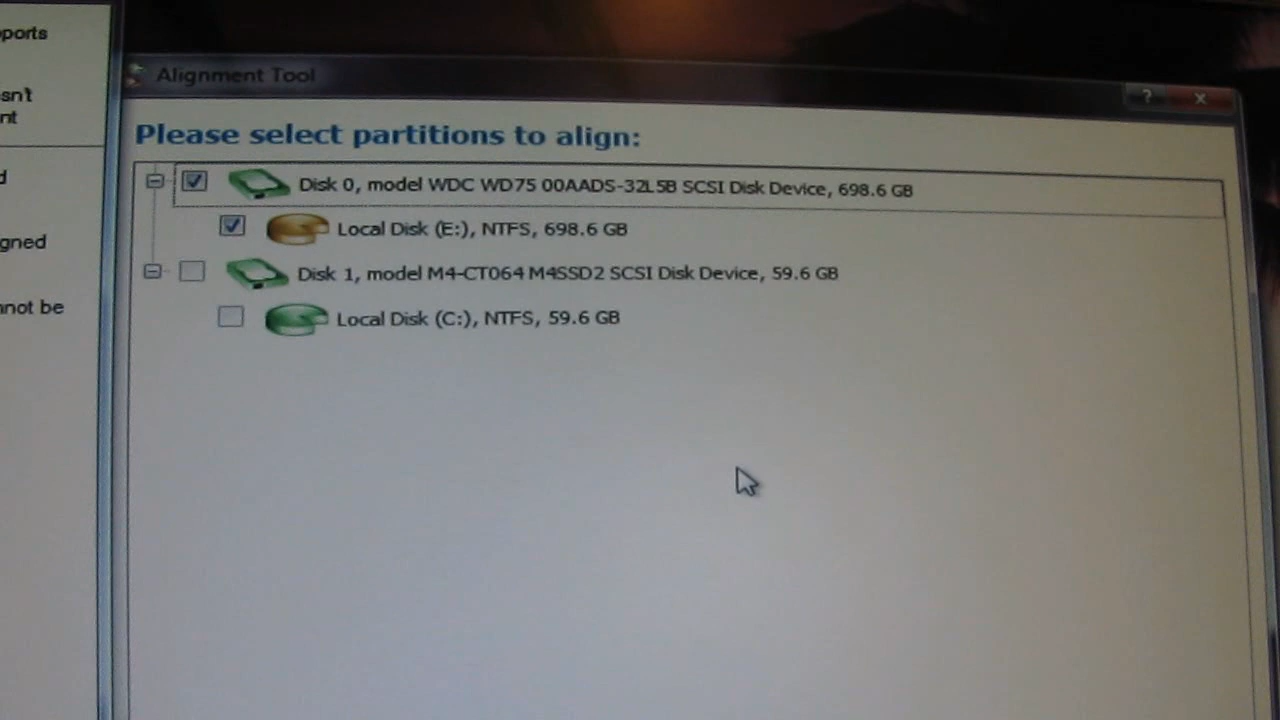 ports
Alignment Tool
?
x
sn't
nt
Please select partitions to align:
d
Disk 0, model WDC WD75 00AADS-32L5B SCSI Disk Device, 698.6 GB
Local Disk (E:), NTFS, 698.6 GB
gned
Disk 1, model M4-CT064 M4SSD2 SCSI Disk Device, 59.6 GB
nnot be
Local Disk (C:), NTFS, 59.6 GB